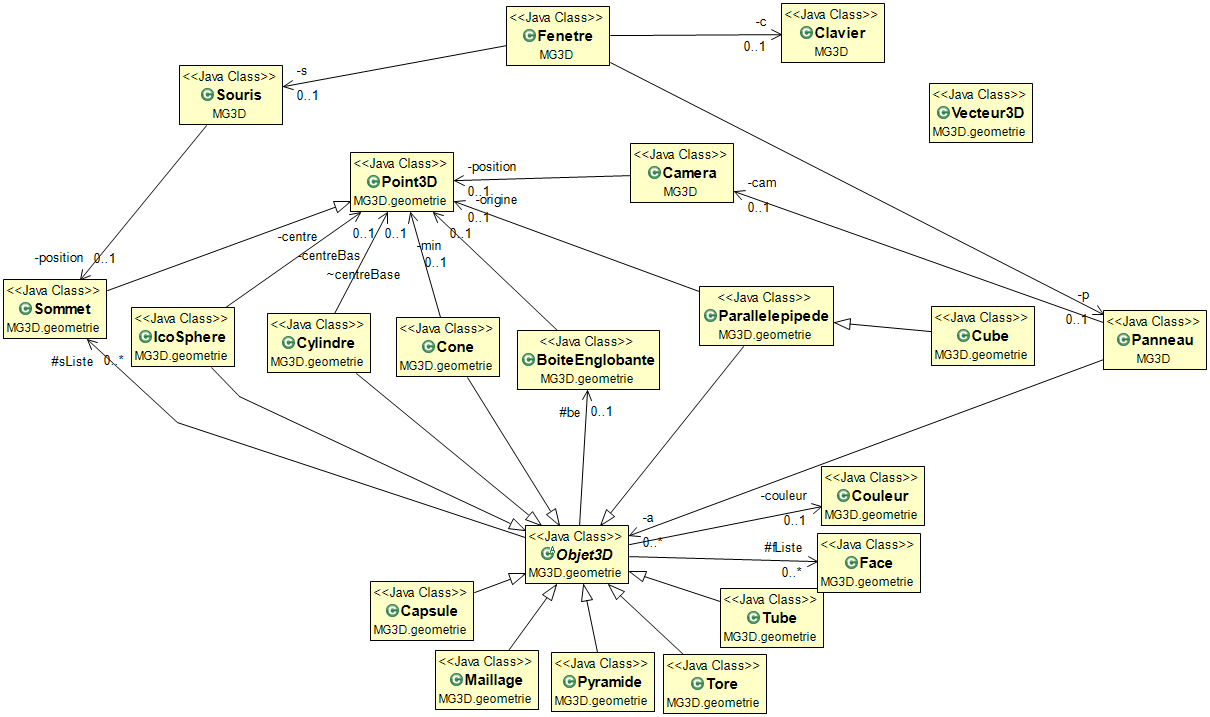 <<Java Class>>
Fenetre
MG3D
-c
0..1
<<Java Class>>
Clavier
MG3D
-s
0..1
<<Java Class>>
Souris
MG3D
<<Java Class>>
Vecteur3D
MG3D.geometrie
<<Java Class>>
Point3D
MG3D.geometrie
-position
0..1
<<Java Class>>
Camera
MG3D
-cam
0..1
-origine
0..1
-centre
0..1
-centreBas
0..1
~centreBase
-min
0..1
0..1
-position
0..1
<<Java Class>>
Sommet
MG3D.geometrie
<<Java Class>>
IcoSphere
MG3D.geometrie
<<Java Class>>
Cylindre
MG3D.geometrie
<<Java Class>>
Cone
MG3D.geometrie
<<Java Class>>
BoiteEnglobante
MG3D.geometrie
<<Java Class>>
Parallelepipede
MG3D.geometrie
<<Java Class>>
Cube
MG3D.geometrie
-p
0..1
<<Java Class>>
Panneau
MG3D
#sListe
0..*
#be
0..1
-couleur
0..1
<<Java Class>>
Couleur
MG3D.geometrie
-a
0..*
<<Java Class>>
Objet3D
MG3D.geometrie
#fListe
0..*
<<Java Class>>
Face
MG3D.geometrie
<<Java Class>>
Capsule
MG3D.geometrie
<<Java Class>>
Tube
MG3D.geometrie
<<Java Class>>
Maillage
MG3D.geometrie
<<Java Class>>
Pyramide
MG3D.geometrie
<<Java Class>>
Tore
MG3D.geometrie